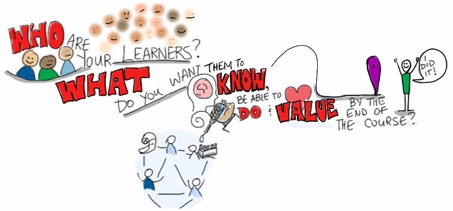 WHO ARE
YOUR LEARNERS?
WHAT
DO YOU WANT THEM TO
KNOW,
BE ABLE TO
DO & VALUE
BY THE
END OF
THE COURSE?
I DID
IT!